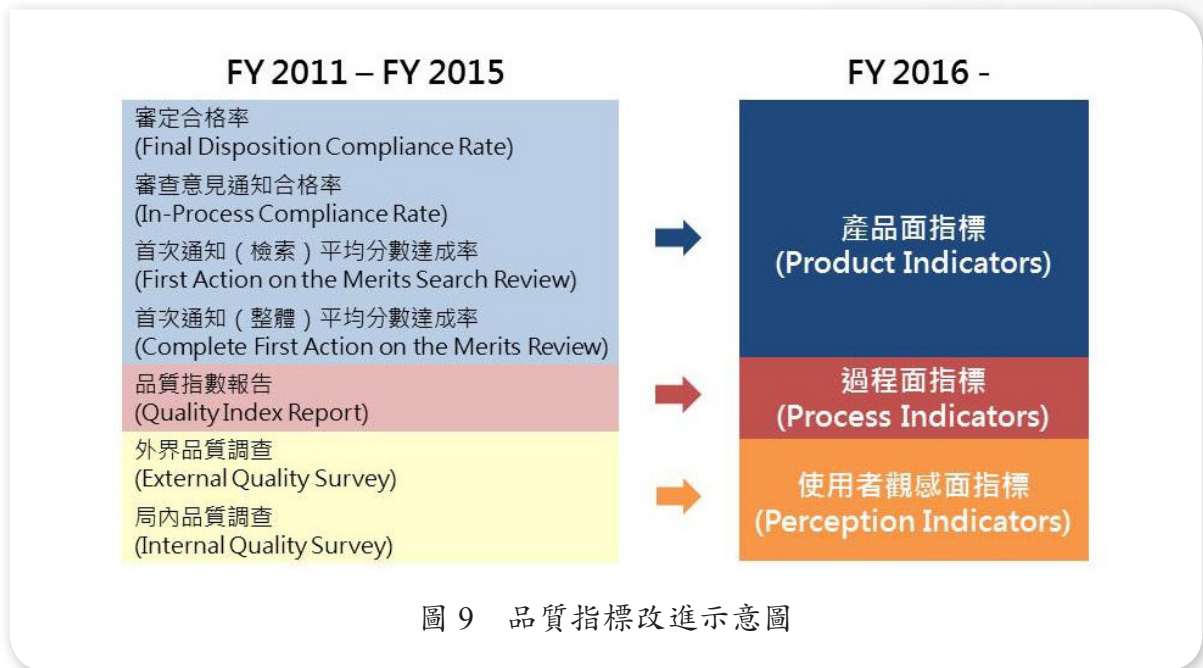 FY 2011 – FY 2015
審定合格率
(Final Disposition Compliance Rate)
審查意見通知合格率
(In-Process Compliance Rate)
首次通知（檢索）平均分數達成率
(First Action on the Merits Search Review)
首次通知（整體）平均分數達成率
(Complete First Action on the Merits Review)
品質指數報告
(Quality Index Report)
外界品質調查
(External Quality Survey)
局內品質調查
(Internal Quality Survey)
FY 2016 -
產品面指標
(Product Indicators)
過程面指標
(Process Indicators)
使用者觀感面指標
(Perception Indicators)
圖 9　品質指標改進示意圖